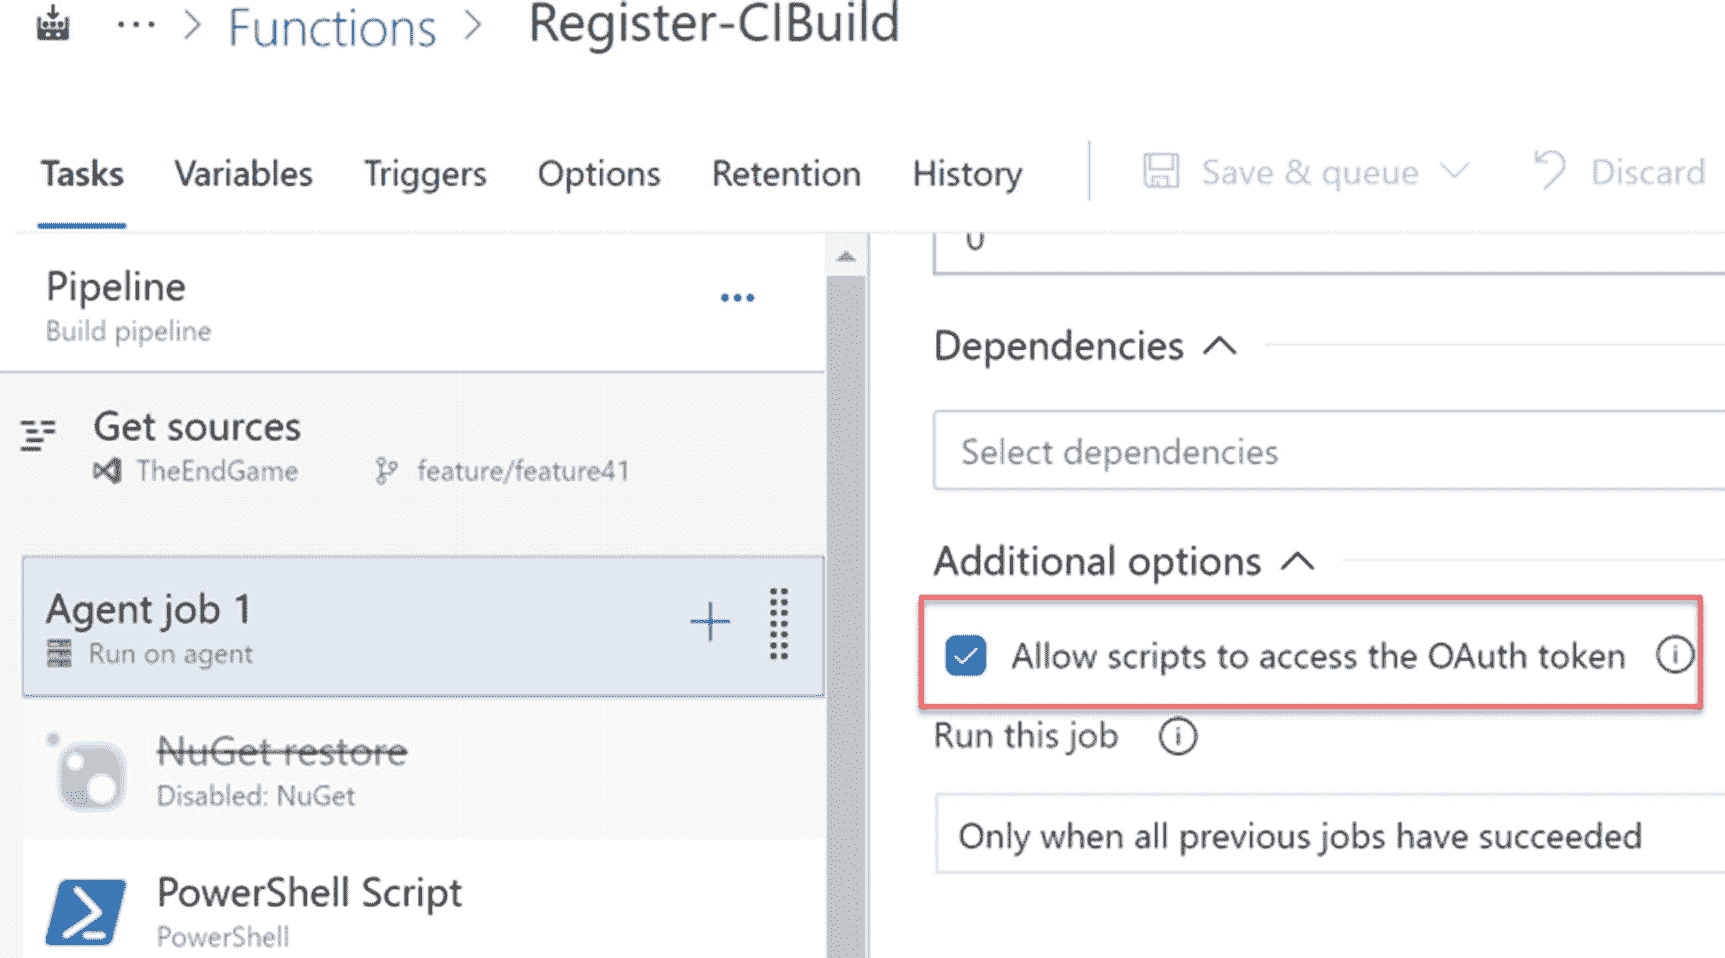 ... > Functions > Register-CIBuild
Tasks Variables Triggers Options Retention History Save & queue Discard
Pipeline
Build pipeline
Get sources
TheEndGame feature/feature41
Agent job 1
Run on agent
NuGet restore
Disabled: NuGet
PowerShell Script
PowerShell
0
Dependencies
Select dependencies
Additional options
Allow scripts to access the OAuth token
Run this job
Only when all previous jobs have succeeded